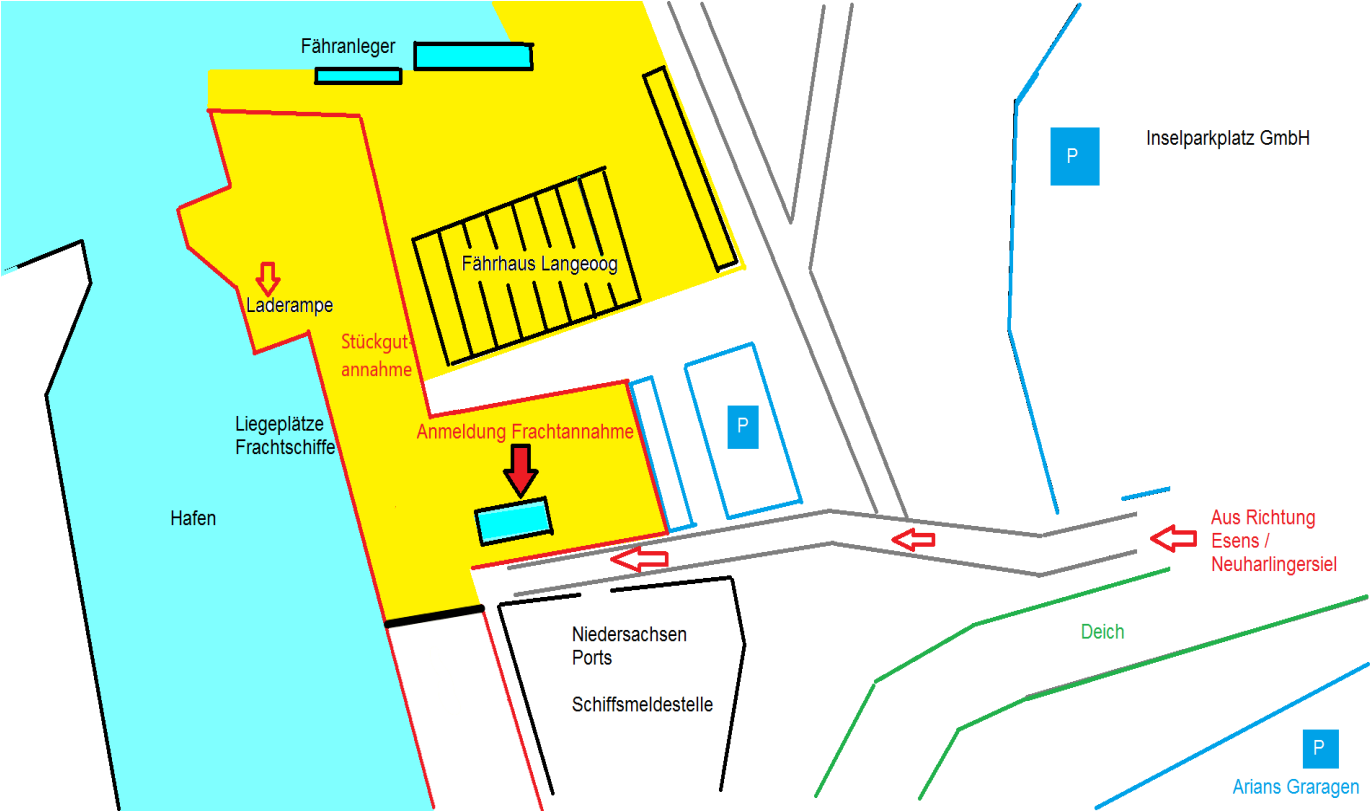 Fähranleger
Inselparkplatz GmbH
P
Fährhaus Langeoog
Laderampe
Stückgut-
annahme
Liegeplätze
Frachtschiffe
Anmeldung Frachtannahme
P
Hafen
Aus Richtung
Esens /
Neuharlingersiel
Niedersachsen
Ports
Schiffsmeldestelle
Deich
P
Arians Graragen